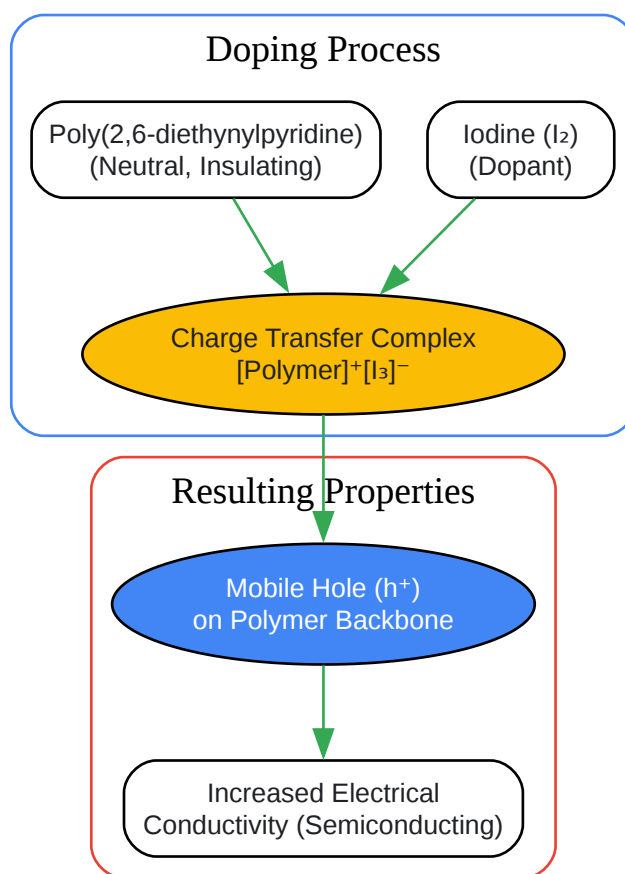 Doping Process
Poly(2,6-diethynylpyridine)
(Neutral, Insulating)
Iodine (I₂)
(Dopant)
Charge Transfer Complex
[Polymer]⁺[I₃]⁻
Resulting Properties
Mobile Hole (h⁺)
on Polymer Backbone
Increased Electrical
Conductivity (Semiconducting)